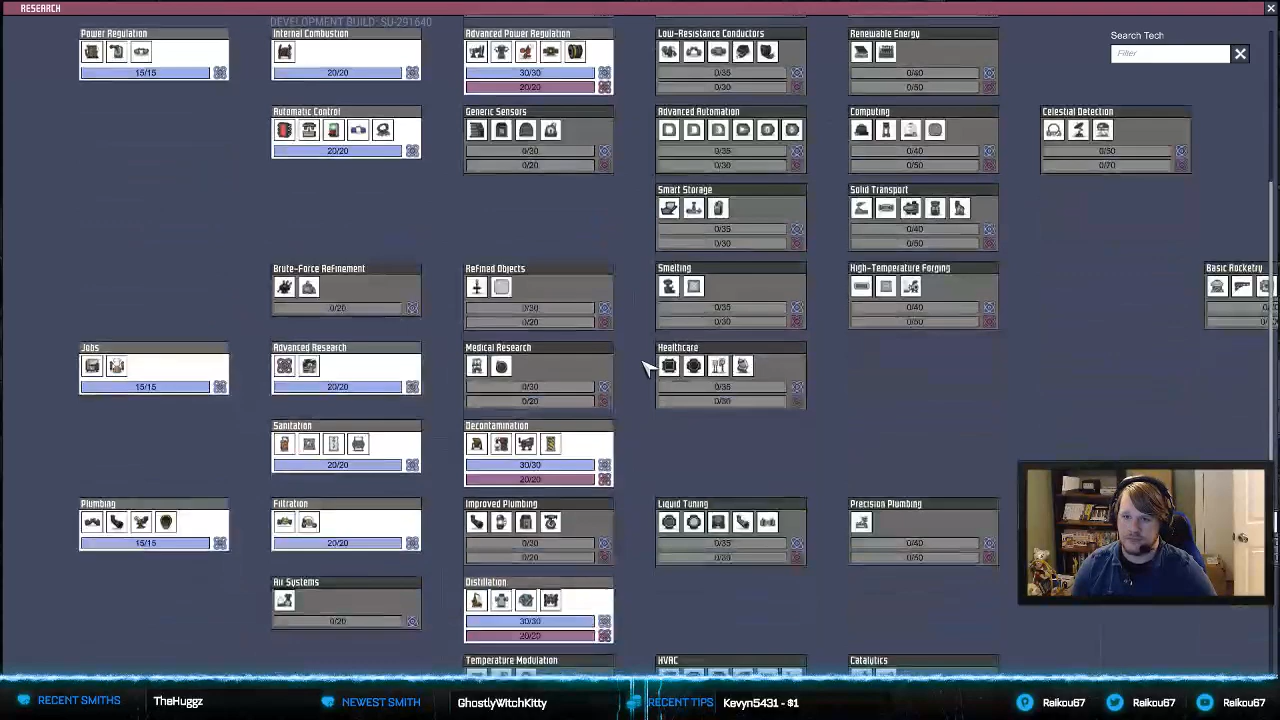 RESEARCH
DEVELOPMENT BUILD: SU-291640
Power Regulation
15/15
Internal Combustion
20/20
Advanced Power Regulation
30/30
20/20
Low-Resistance Conductors
0/35
0/30
Renewable Energy
0/40
0/50
Search Tech
Filter
Automatic Control
20/20
Generic Sensors
0/30
0/20
Advanced Automation
0/35
0/30
Computing
0/40
0/50
Celestial Detection
0/50
0/70
Smart Storage
0/35
0/30
Solid Transport
0/40
0/50
Brute-Force Refinement
0/20
Refined Objects
0/30
0/20
Smelting
0/35
0/30
High-Temperature Forging
0/40
0/50
Basic Rocketry
Jobs
15/15
Advanced Research
20/20
Medical Research
0/30
0/20
Healthcare
0/35
0/30
Sanitation
20/20
Decontamination
30/30
20/20
Plumbing
15/15
Filtration
20/20
Improved Plumbing
0/30
0/20
Liquid Tuning
0/35
0/30
Precision Plumbing
0/40
0/50
Air Systems
0/20
Distillation
30/30
20/20
Temperature Modulation
HVAC
Catalytics
RECENT SMITHS
TheHuggz
NEWEST SMITH
GhostlyWitchKitty
RECENT TIPS
Kevyn5431 - $1
Raikou67
Raikou67
Raikou67